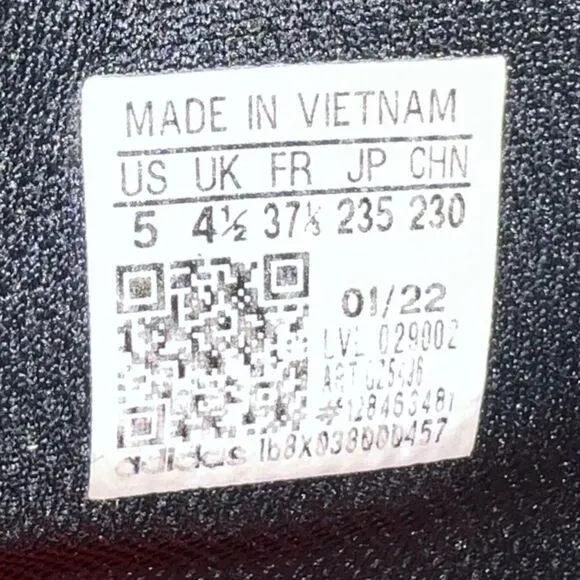 MADE IN VIETNAM
US UK FR JP CHN
5 4½ 37⅓ 235 230
01/22
LVL 029002
ART
#128463481
adidas